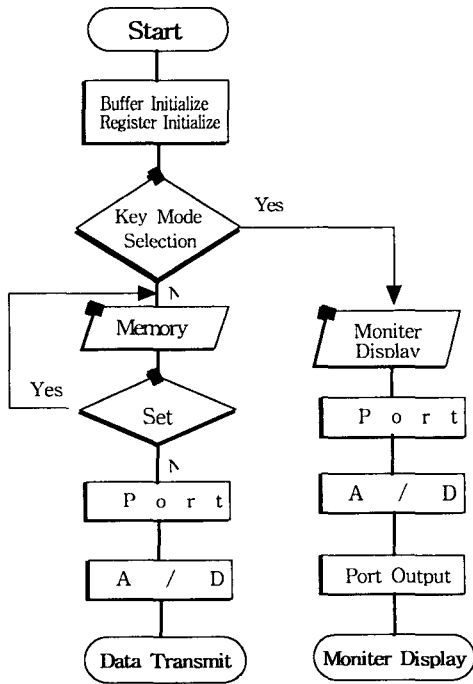 Start
Buffer Initialize
Register Initialize
Key Mode
Selection
Yes
N
Memory
Yes
Set
N
P o r t
A / D
Data Transmit
Moniter
Display
P o r t
A / D
Port Output
Moniter Display